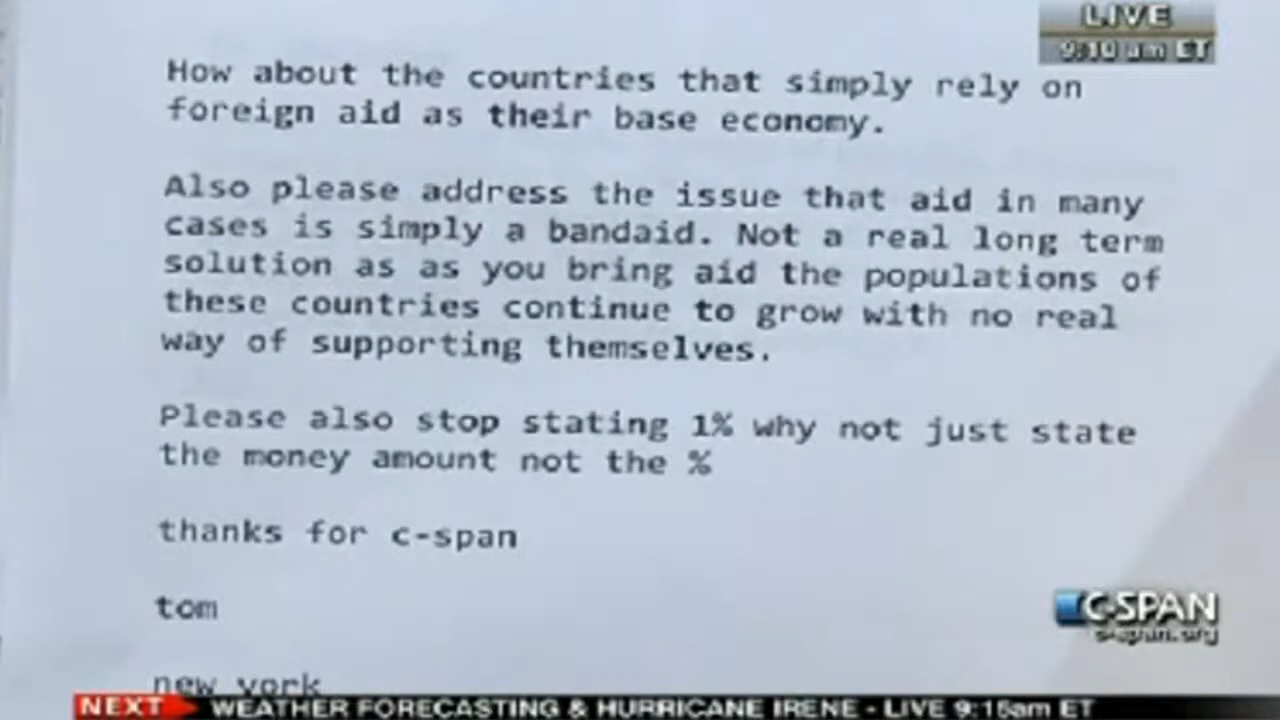 LIVE
9:10 am ET
How about the countries that simply rely on
foreign aid as their base economy.
Also please address the issue that aid in many
cases is simply a bandaid. Not a real long term
solution as as you bring aid the populations of
these countries continue to grow with no real
way of supporting themselves.
Please also stop stating 1% why not just state
the money amount not the %
thanks for c-span
tom
new york
C-SPAN
c-span.org
NEXT WEATHER FORECASTING & HURRICANE IRENE - LIVE 9:15am ET